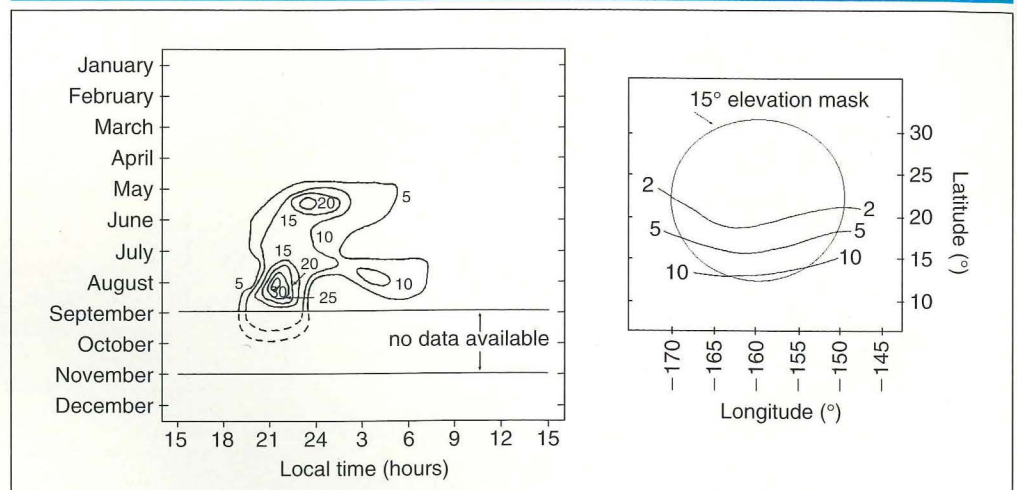 January
February
March
April
May
June
July
August
September
October
November
December
5
20
15
10
15
20
5
10
30
25
no data available
15 18 21 24 3 6 9 12 15
Local time (hours)
15° elevation mask
2
2
5
5
10
10
30
25
20
15
10
Latitude (°)
−170
−165
−160
−155
−150
−145
Longitude (°)